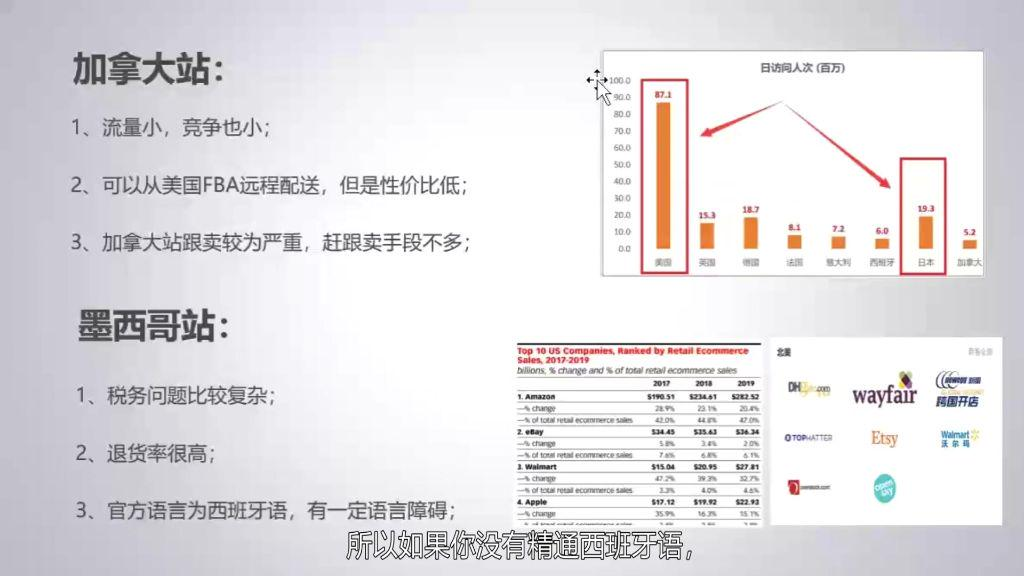 加拿大站：
1、流量小，竞争也小；
2、可以从美国FBA远程配送，但是性价比低；
3、加拿大站跟卖较为严重，赶跟卖手段不多；
日访问人次 (百万)
100.0
90.0
80.0
70.0
60.0
50.0
40.0
30.0
20.0
10.0
0.0
87.1
15.3
18.7
8.1
7.2
6.0
19.3
5.2
美国
英国
德国
法国
意大利
西班牙
日本
加拿大
墨西哥站：
1、税务问题比较复杂；
2、退货率很高；
3、官方语言为西班牙语，有一定语言障碍；
Top 10 US Companies, Ranked by Retail Ecommerce
Sales, 2017-2019
billions, % change and % of total retail ecommerce sales
2017 2018 2019
1. Amazon $190.51 $234.61 $282.52
—% change 28.9% 23.1% 20.4%
—% of total retail ecommerce sales 42.0% 44.8% 47.0%
2. eBay $34.45 $35.63 $36.34
—% change 5.8% 3.4% 2.0%
—% of total retail ecommerce sales 7.6% 6.8% 6.1%
3. Walmart $15.04 $20.95 $27.81
—% change 47.2% 39.3% 32.7%
—% of total retail ecommerce sales 3.3% 4.0% 4.6%
4. Apple $17.12 $19.92 $22.93
—% change 35.9% 16.3% 15.1%
北美
wayfair
跨国开店
TOPHATTER
Etsy
Walmart
沃尔玛
overstock.com
open sky
所以如果你没有精通西班牙语，